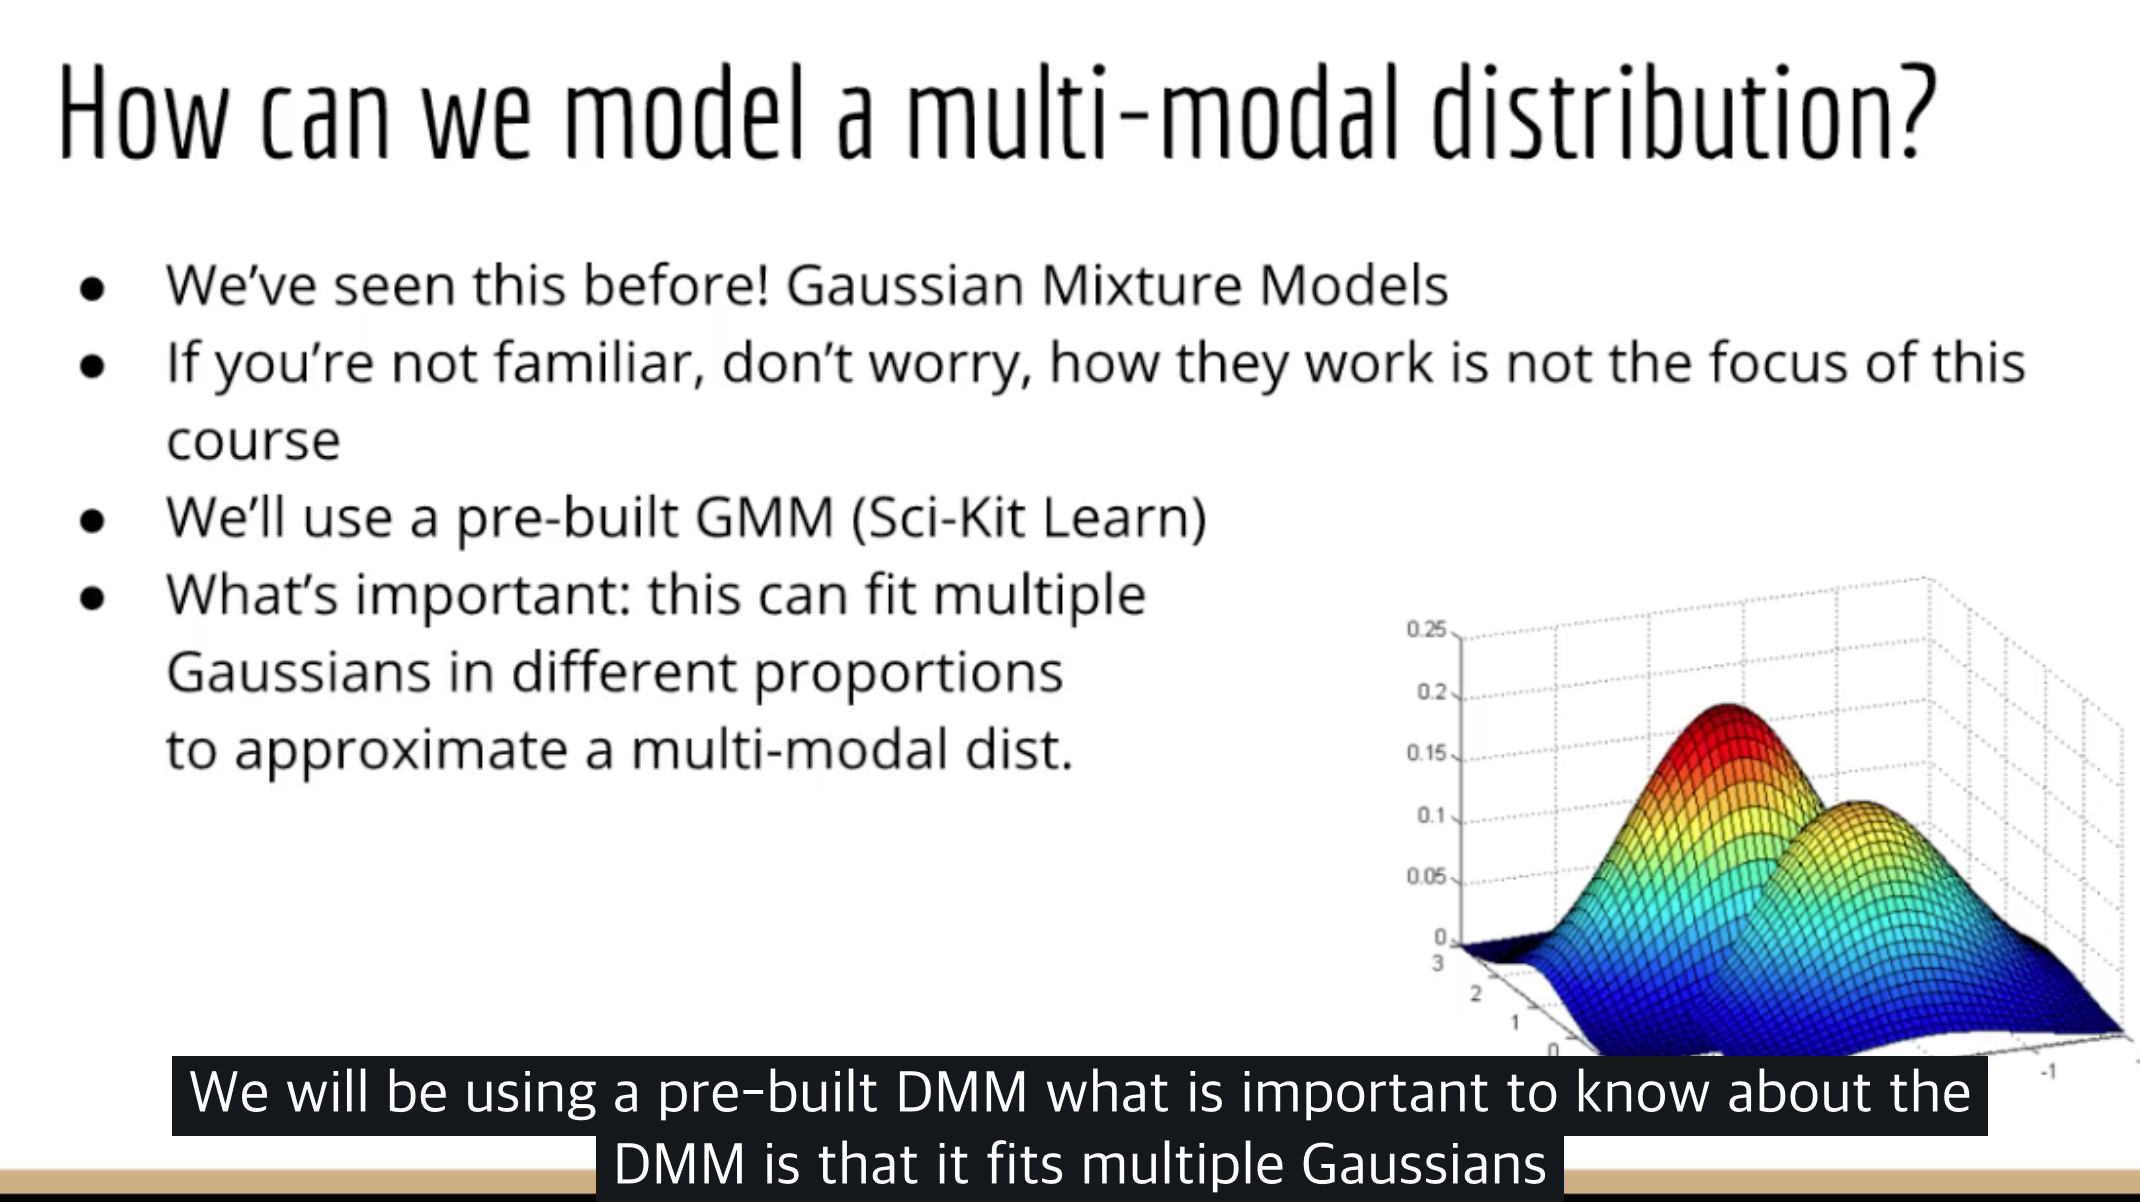 How can we model a multi-modal distribution?
● We've seen this before! Gaussian Mixture Models
● If you're not familiar, don't worry, how they work is not the focus of this
course
● We'll use a pre-built GMM (Sci-Kit Learn)
● What's important: this can fit multiple
Gaussians in different proportions
to approximate a multi-modal dist.
0.25
0.2
0.15
0.1
0.05
0
3
2
1
0
-1
We will be using a pre-built DMM what is important to know about the
DMM is that it fits multiple Gaussians